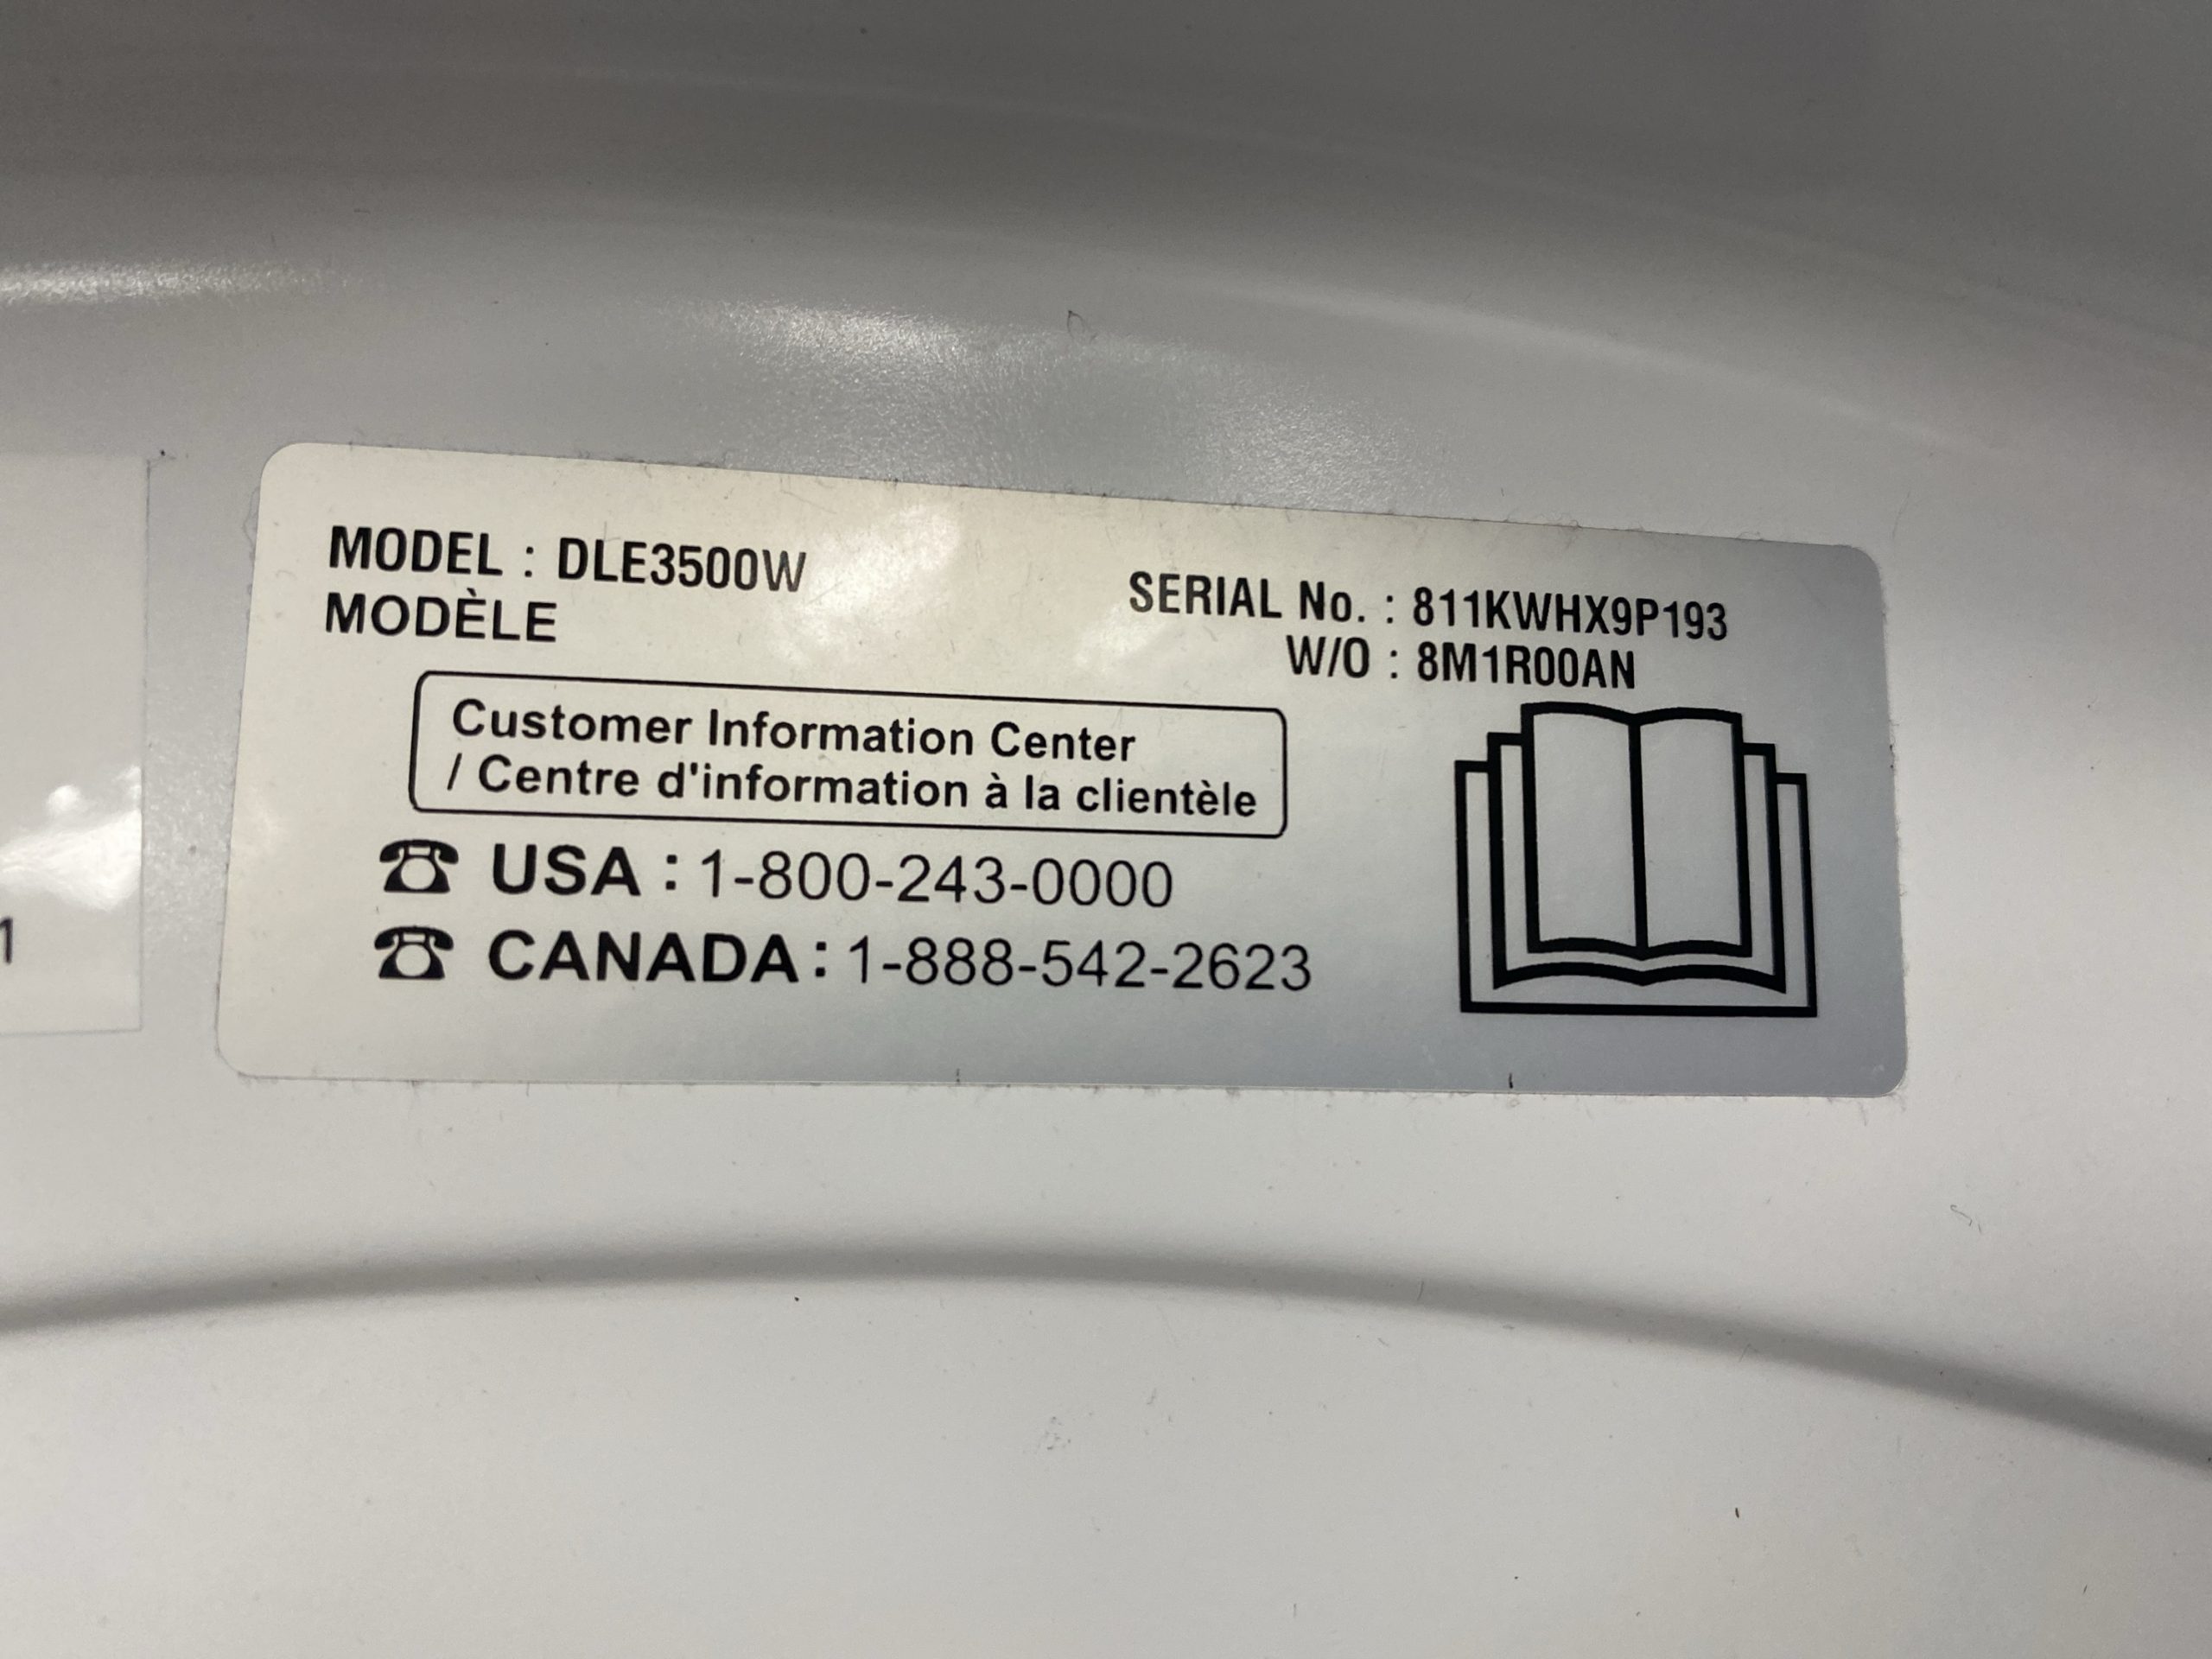 MODEL : DLE3500W
MODÈLE
SERIAL No. : 811KWHX9P193
W/O : 8M1R00AN
Customer Information Center
/ Centre d'information à la clientèle
☎ USA : 1-800-243-0000
☎ CANADA : 1-888-542-2623
1